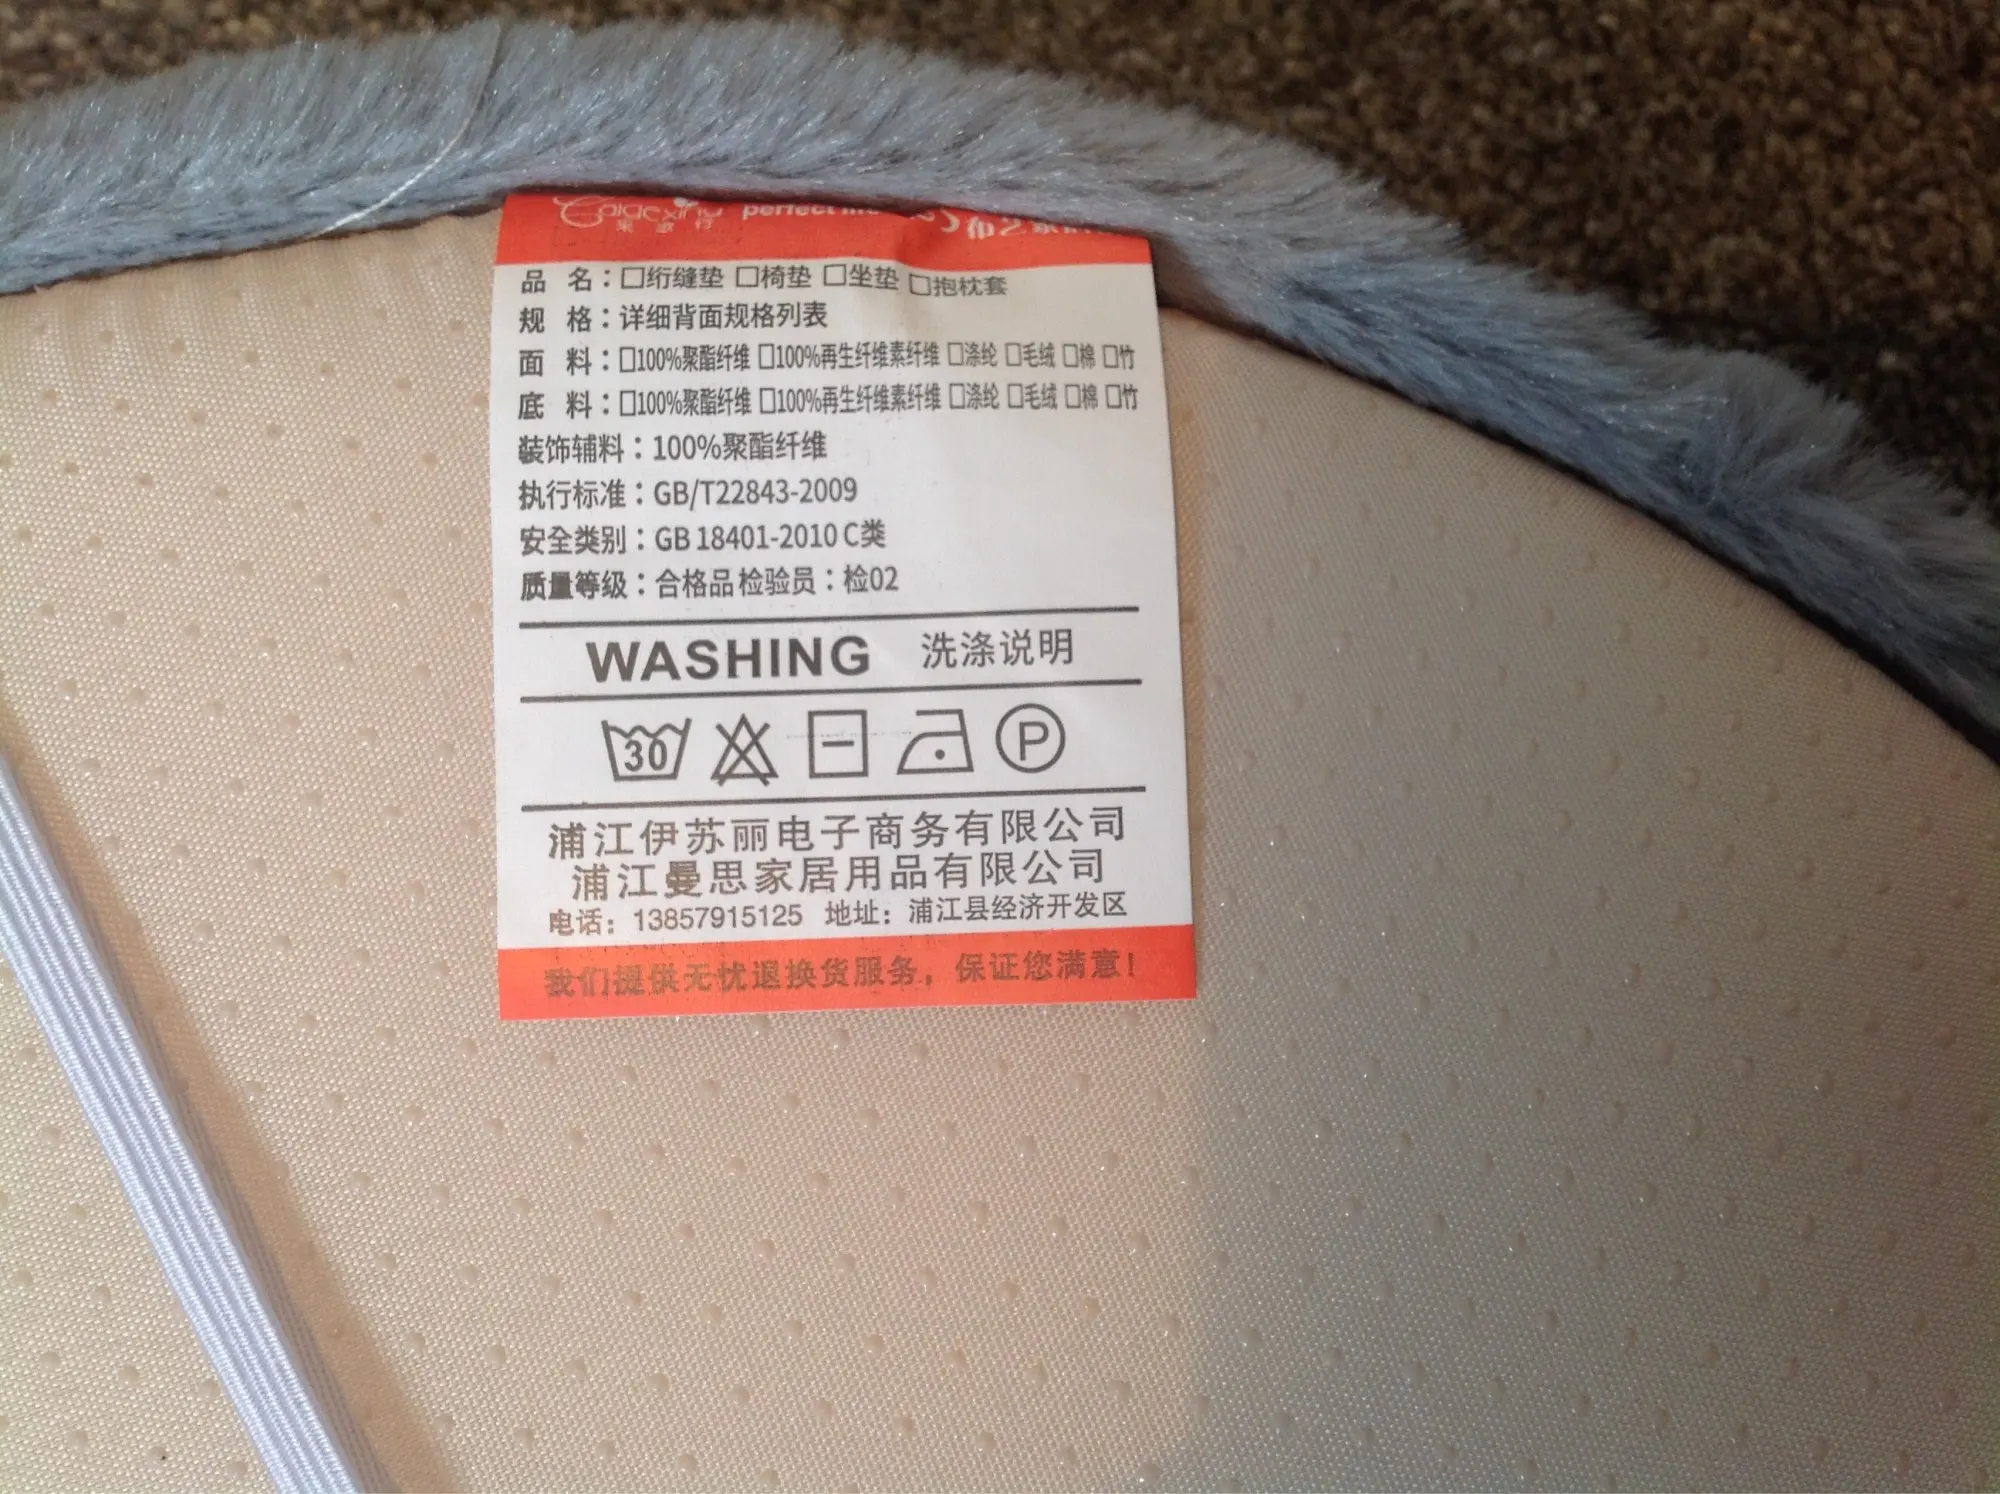 采歌行
perfect
布艺
品 名：□绗缝垫 □椅垫 □坐垫 □抱枕套
规 格：详细背面规格列表
面 料：□100%聚酯纤维 □100%再生纤维素纤维 □涤纶 □毛绒 □棉 □竹
底 料：□100%聚酯纤维 □100%再生纤维素纤维 □涤纶 □毛绒 □棉 □竹
装饰辅料：100%聚酯纤维
执行标准：GB/T22843-2009
安全类别：GB 18401-2010 C类
质量等级：合格品 检验员：检02
WASHING 洗涤说明
30 P
浦江伊苏丽电子商务有限公司
浦江曼思家居用品有限公司
电话：13857915125 地址：浦江县经济开发区
我们提供无忧退换货服务，保证您满意！